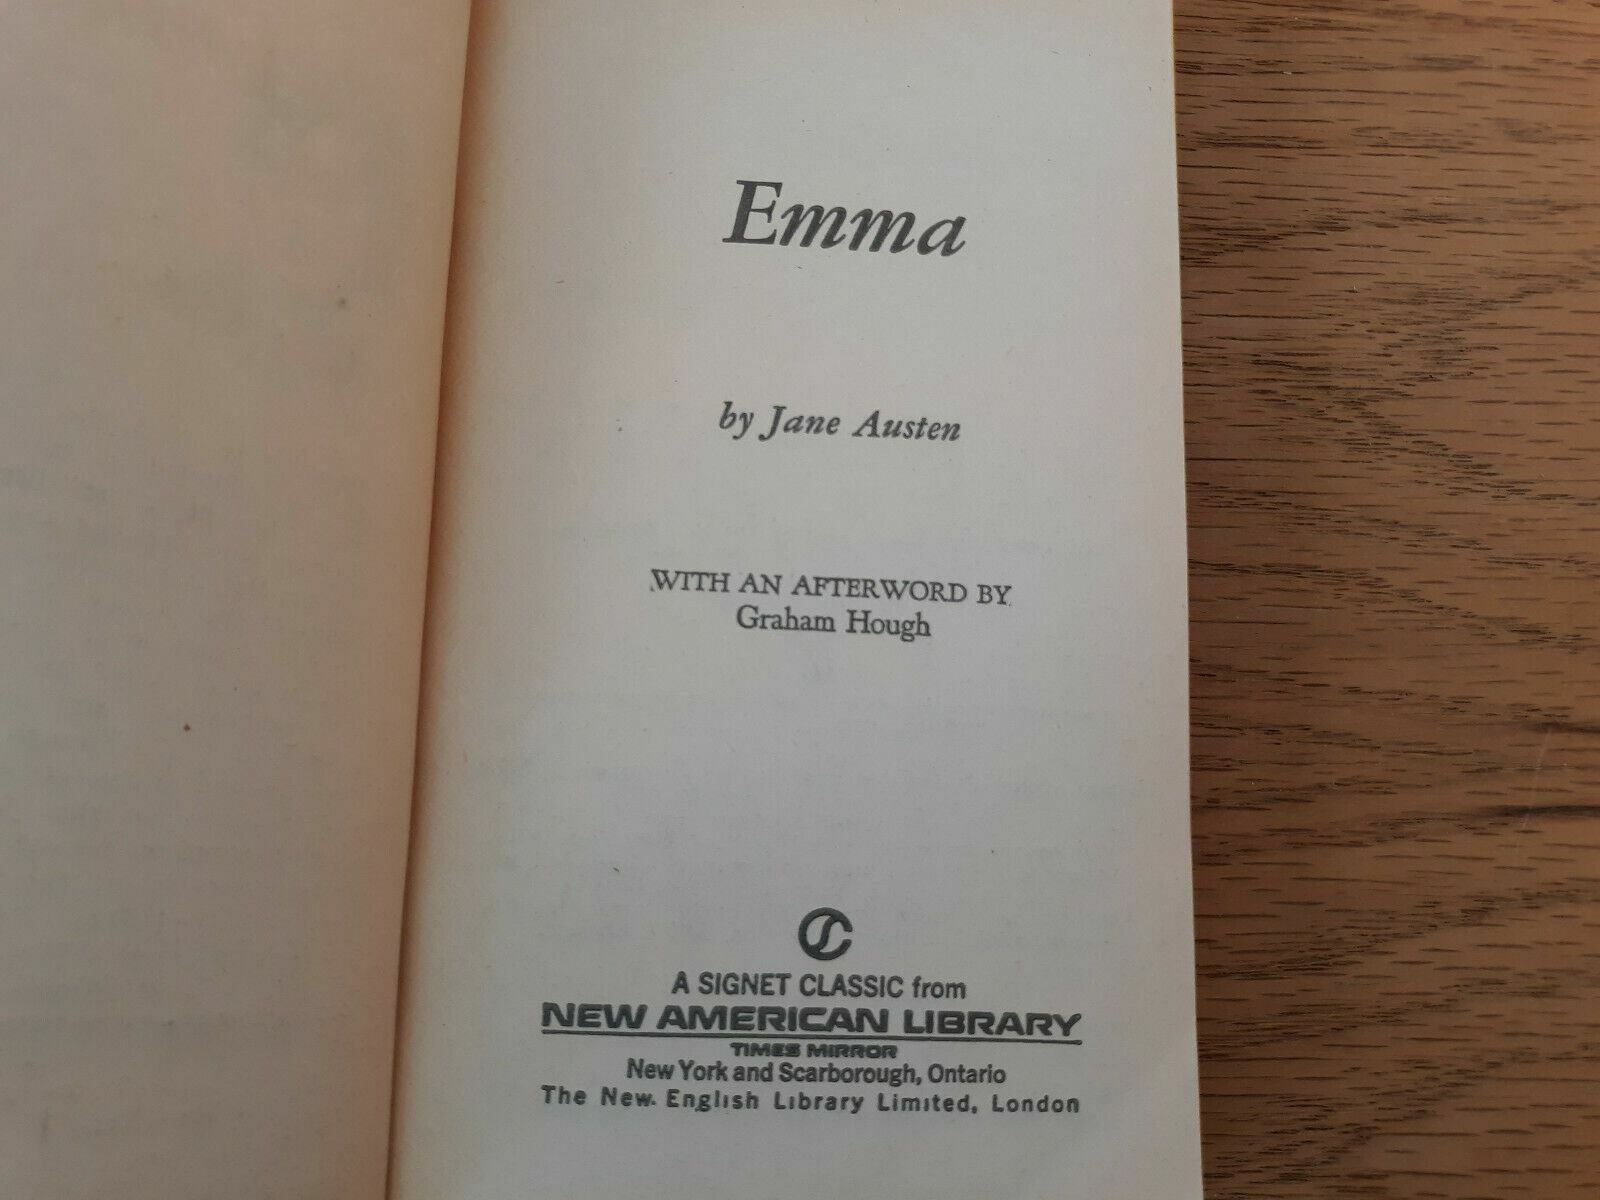 Emma
by Jane Austen
WITH AN AFTERWORD BY
Graham Hough
A SIGNET CLASSIC from
NEW AMERICAN LIBRARY
TIMES MIRROR
New York and Scarborough, Ontario
The New English Library Limited, London